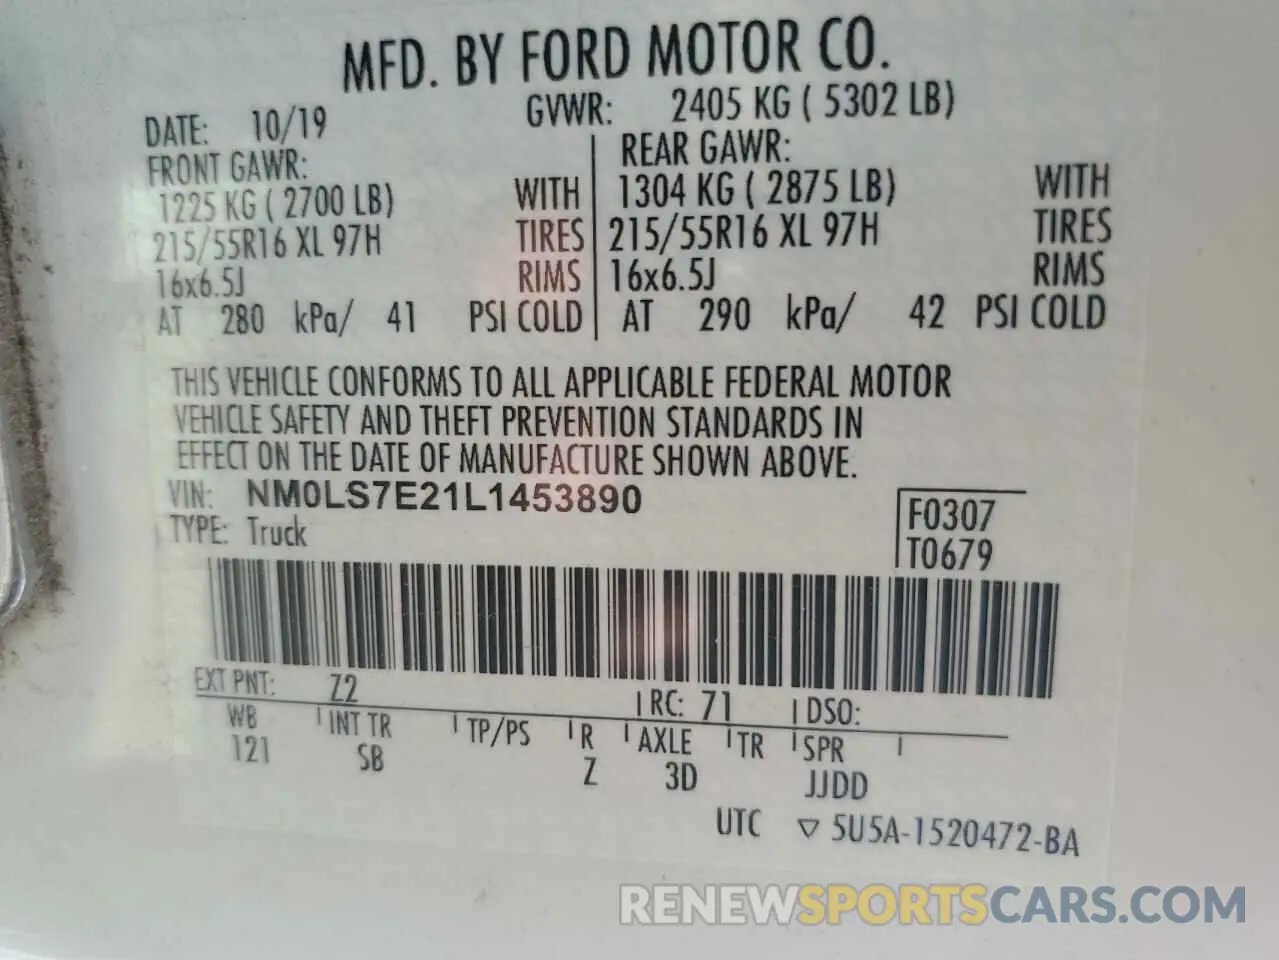 MFD. BY FORD MOTOR CO.
DATE: 10/19 GVWR: 2405 KG ( 5302 LB)
FRONT GAWR: REAR GAWR:
1225 KG ( 2700 LB) WITH 1304 KG ( 2875 LB) WITH
215/55R16 XL 97H TIRES 215/55R16 XL 97H TIRES
16x6.5J RIMS 16x6.5J RIMS
AT 280 kPa/ 41 PSI COLD AT 290 kPa/ 42 PSI COLD
THIS VEHICLE CONFORMS TO ALL APPLICABLE FEDERAL MOTOR
VEHICLE SAFETY AND THEFT PREVENTION STANDARDS IN
EFFECT ON THE DATE OF MANUFACTURE SHOWN ABOVE.
VIN: NM0LS7E21L1453890
TYPE: Truck
F0307
T0679
EXT PNT: Z2 RC: 71 DSO:
WB INT TR TP/PS R AXLE TR SPR
121 SB Z 3D JJDD
UTC ▽ 5U5A-1520472-BA
RENEWSPORTSCARS.COM